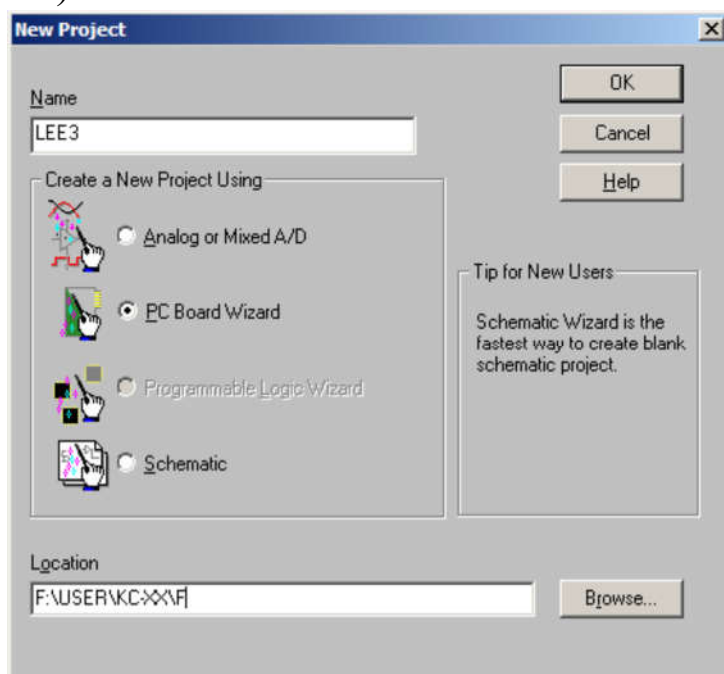 New Project
Name
LEE3
OK
Cancel
Help
Create a New Project Using
Analog or Mixed A/D
PC Board Wizard
Programmable Logic Wizard
Schematic
Tip for New Users
Schematic Wizard is the
fastest way to create blank
schematic project.
Location
F:\USER\KC-XX\F
Browse...